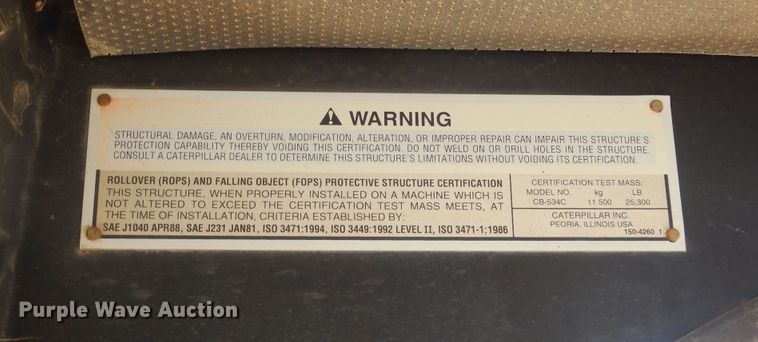 ⚠ WARNING
STRUCTURAL DAMAGE, AN OVERTURN, MODIFICATION, ALTERATION, OR IMPROPER REPAIR CAN IMPAIR THIS STRUCTURE'S
PROTECTION CAPABILITY THEREBY VOIDING THIS CERTIFICATION. DO NOT WELD ON OR DRILL HOLES IN THE STRUCTURE.
CONSULT A CATERPILLAR DEALER TO DETERMINE THIS STRUCTURE'S LIMITATIONS WITHOUT VOIDING ITS CERTIFICATION.
ROLLOVER (ROPS) AND FALLING OBJECT (FOPS) PROTECTIVE STRUCTURE CERTIFICATION
THIS STRUCTURE, WHEN PROPERLY INSTALLED ON A MACHINE WHICH IS
NOT ALTERED TO EXCEED THE CERTIFICATION TEST MASS MEETS, AT
THE TIME OF INSTALLATION, CRITERIA ESTABLISHED BY:
SAE J1040 APR88, SAE J231 JAN81, ISO 3471:1994, ISO 3449:1992 LEVEL II, ISO 3471-1;1986
CERTIFICATION TEST MASS:
MODEL NO. kg LB
CB-534C 11 500 25,300
CATERPILLAR INC
PEORIA, ILLINOIS USA
150-4260 1
Purple Wave Auction